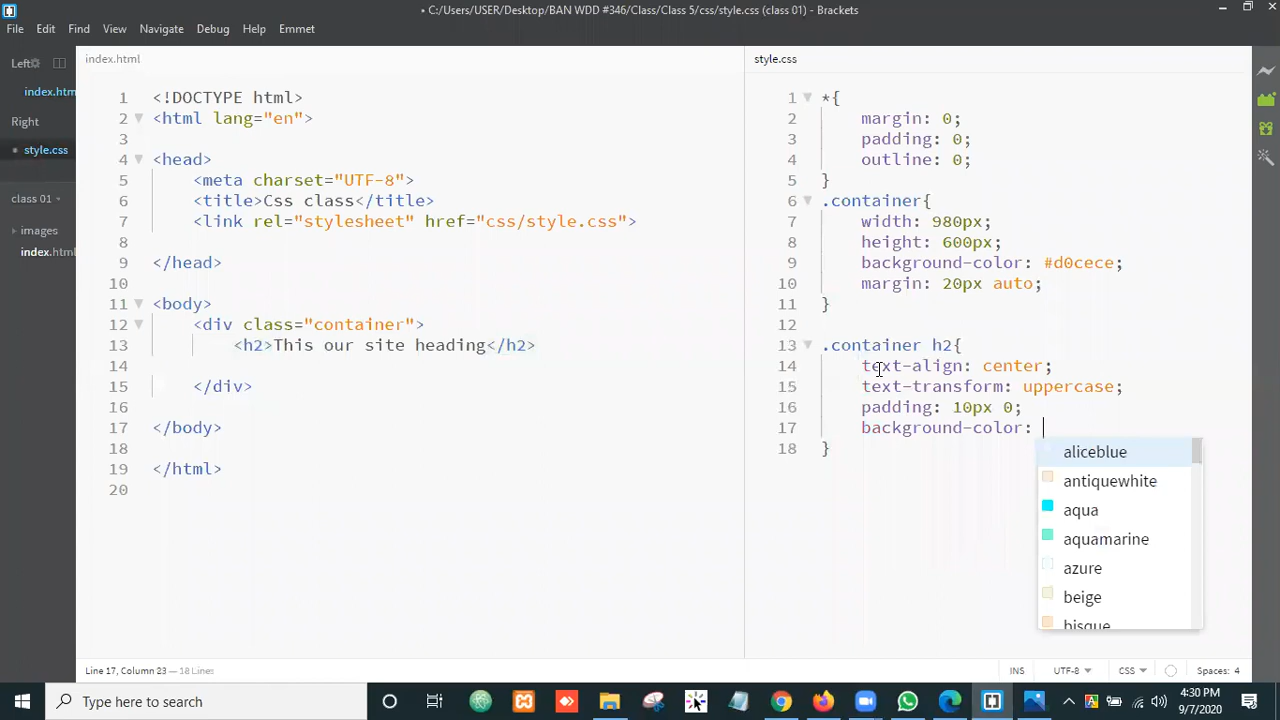 • C:/Users/USER/Desktop/BAN WDD #346/Class/Class 5/css/style.css (class 01) - Brackets
File Edit Find View Navigate Debug Help Emmet
Left
index.htm
Right
• style.css
class 01
images
index.html
index.html
1 <!DOCTYPE html>
2 <html lang="en">
3
4 <head>
5 <meta charset="UTF-8">
6 <title>Css class</title>
7 <link rel="stylesheet" href="css/style.css">
8
9 </head>
10
11 <body>
12 <div class="container">
13 <h2>This our site heading</h2>
14
15 </div>
16
17 </body>
18
19 </html>
20
style.css
1 *{
2 margin: 0;
3 padding: 0;
4 outline: 0;
5 }
6 .container{
7 width: 980px;
8 height: 600px;
9 background-color: #d0cece;
10 margin: 20px auto;
11 }
12
13 .container h2{
14 text-align: center;
15 text-transform: uppercase;
16 padding: 10px 0;
17 background-color:
18 }
aliceblue
antiquewhite
aqua
aquamarine
azure
beige
bisque
Line 17, Column 23 — 18 Lines
INS UTF-8 CSS Spaces: 4
Type here to search
4:30 PM
9/7/2020